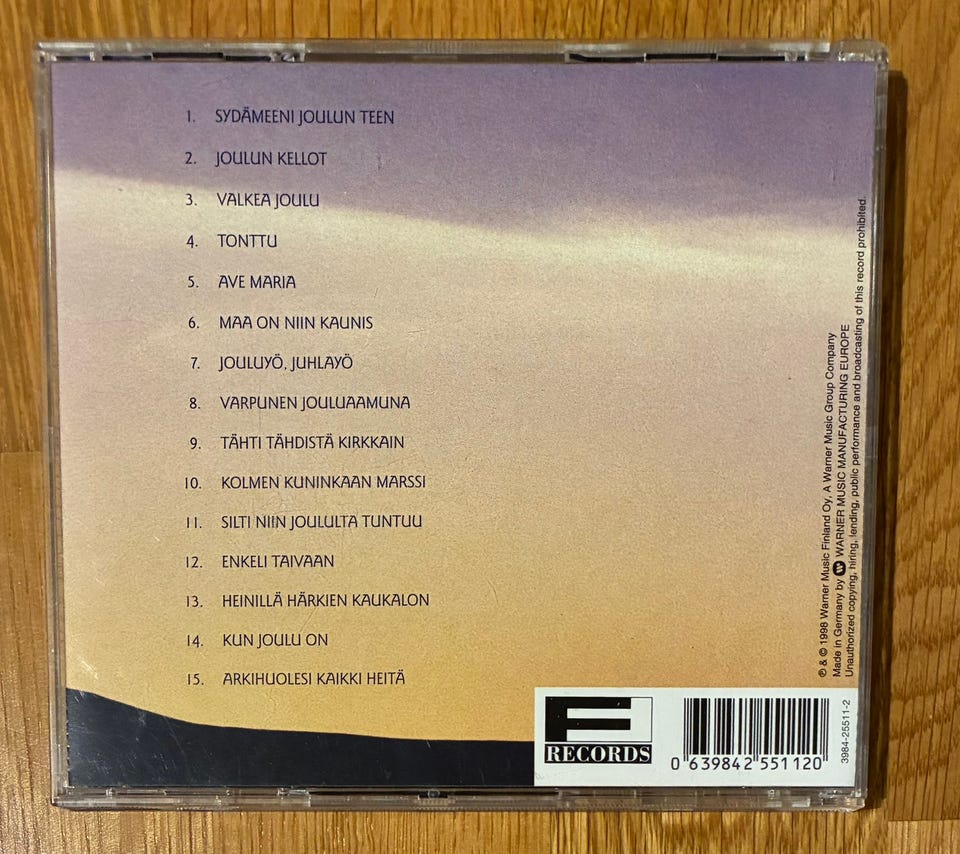 1. SYDÄMEENI JOULUN TEEN
2. JOULUN KELLOT
3. VALKEA JOULU
4. TONTTU
5. AVE MARIA
6. MAA ON NIIN KAUNIS
7. JOULUYÖ, JUHLAYÖ
8. VARPUNEN JOULUAAMUNA
9. TÄHTI TÄHDISTÄ KIRKKAIN
10. KOLMEN KUNINKAAN MARSSI
11. SILTI NIIN JOULULTA TUNTUU
12. ENKELI TAIVAAN
13. HEINILLÄ HÄRKIEN KAUKALON
14. KUN JOULU ON
15. ARKIHUOLESI KAIKKI HEITÄ
℗ & © 1998 Warner Music Finland Oy, A Warner Music Group Company
Made in Germany by WARNER MUSIC MANUFACTURING EUROPE
Unauthorized copying, hiring, lending, public performance and broadcasting of this record prohibited.
F
RECORDS
0 639842 551120
3984-25511-2